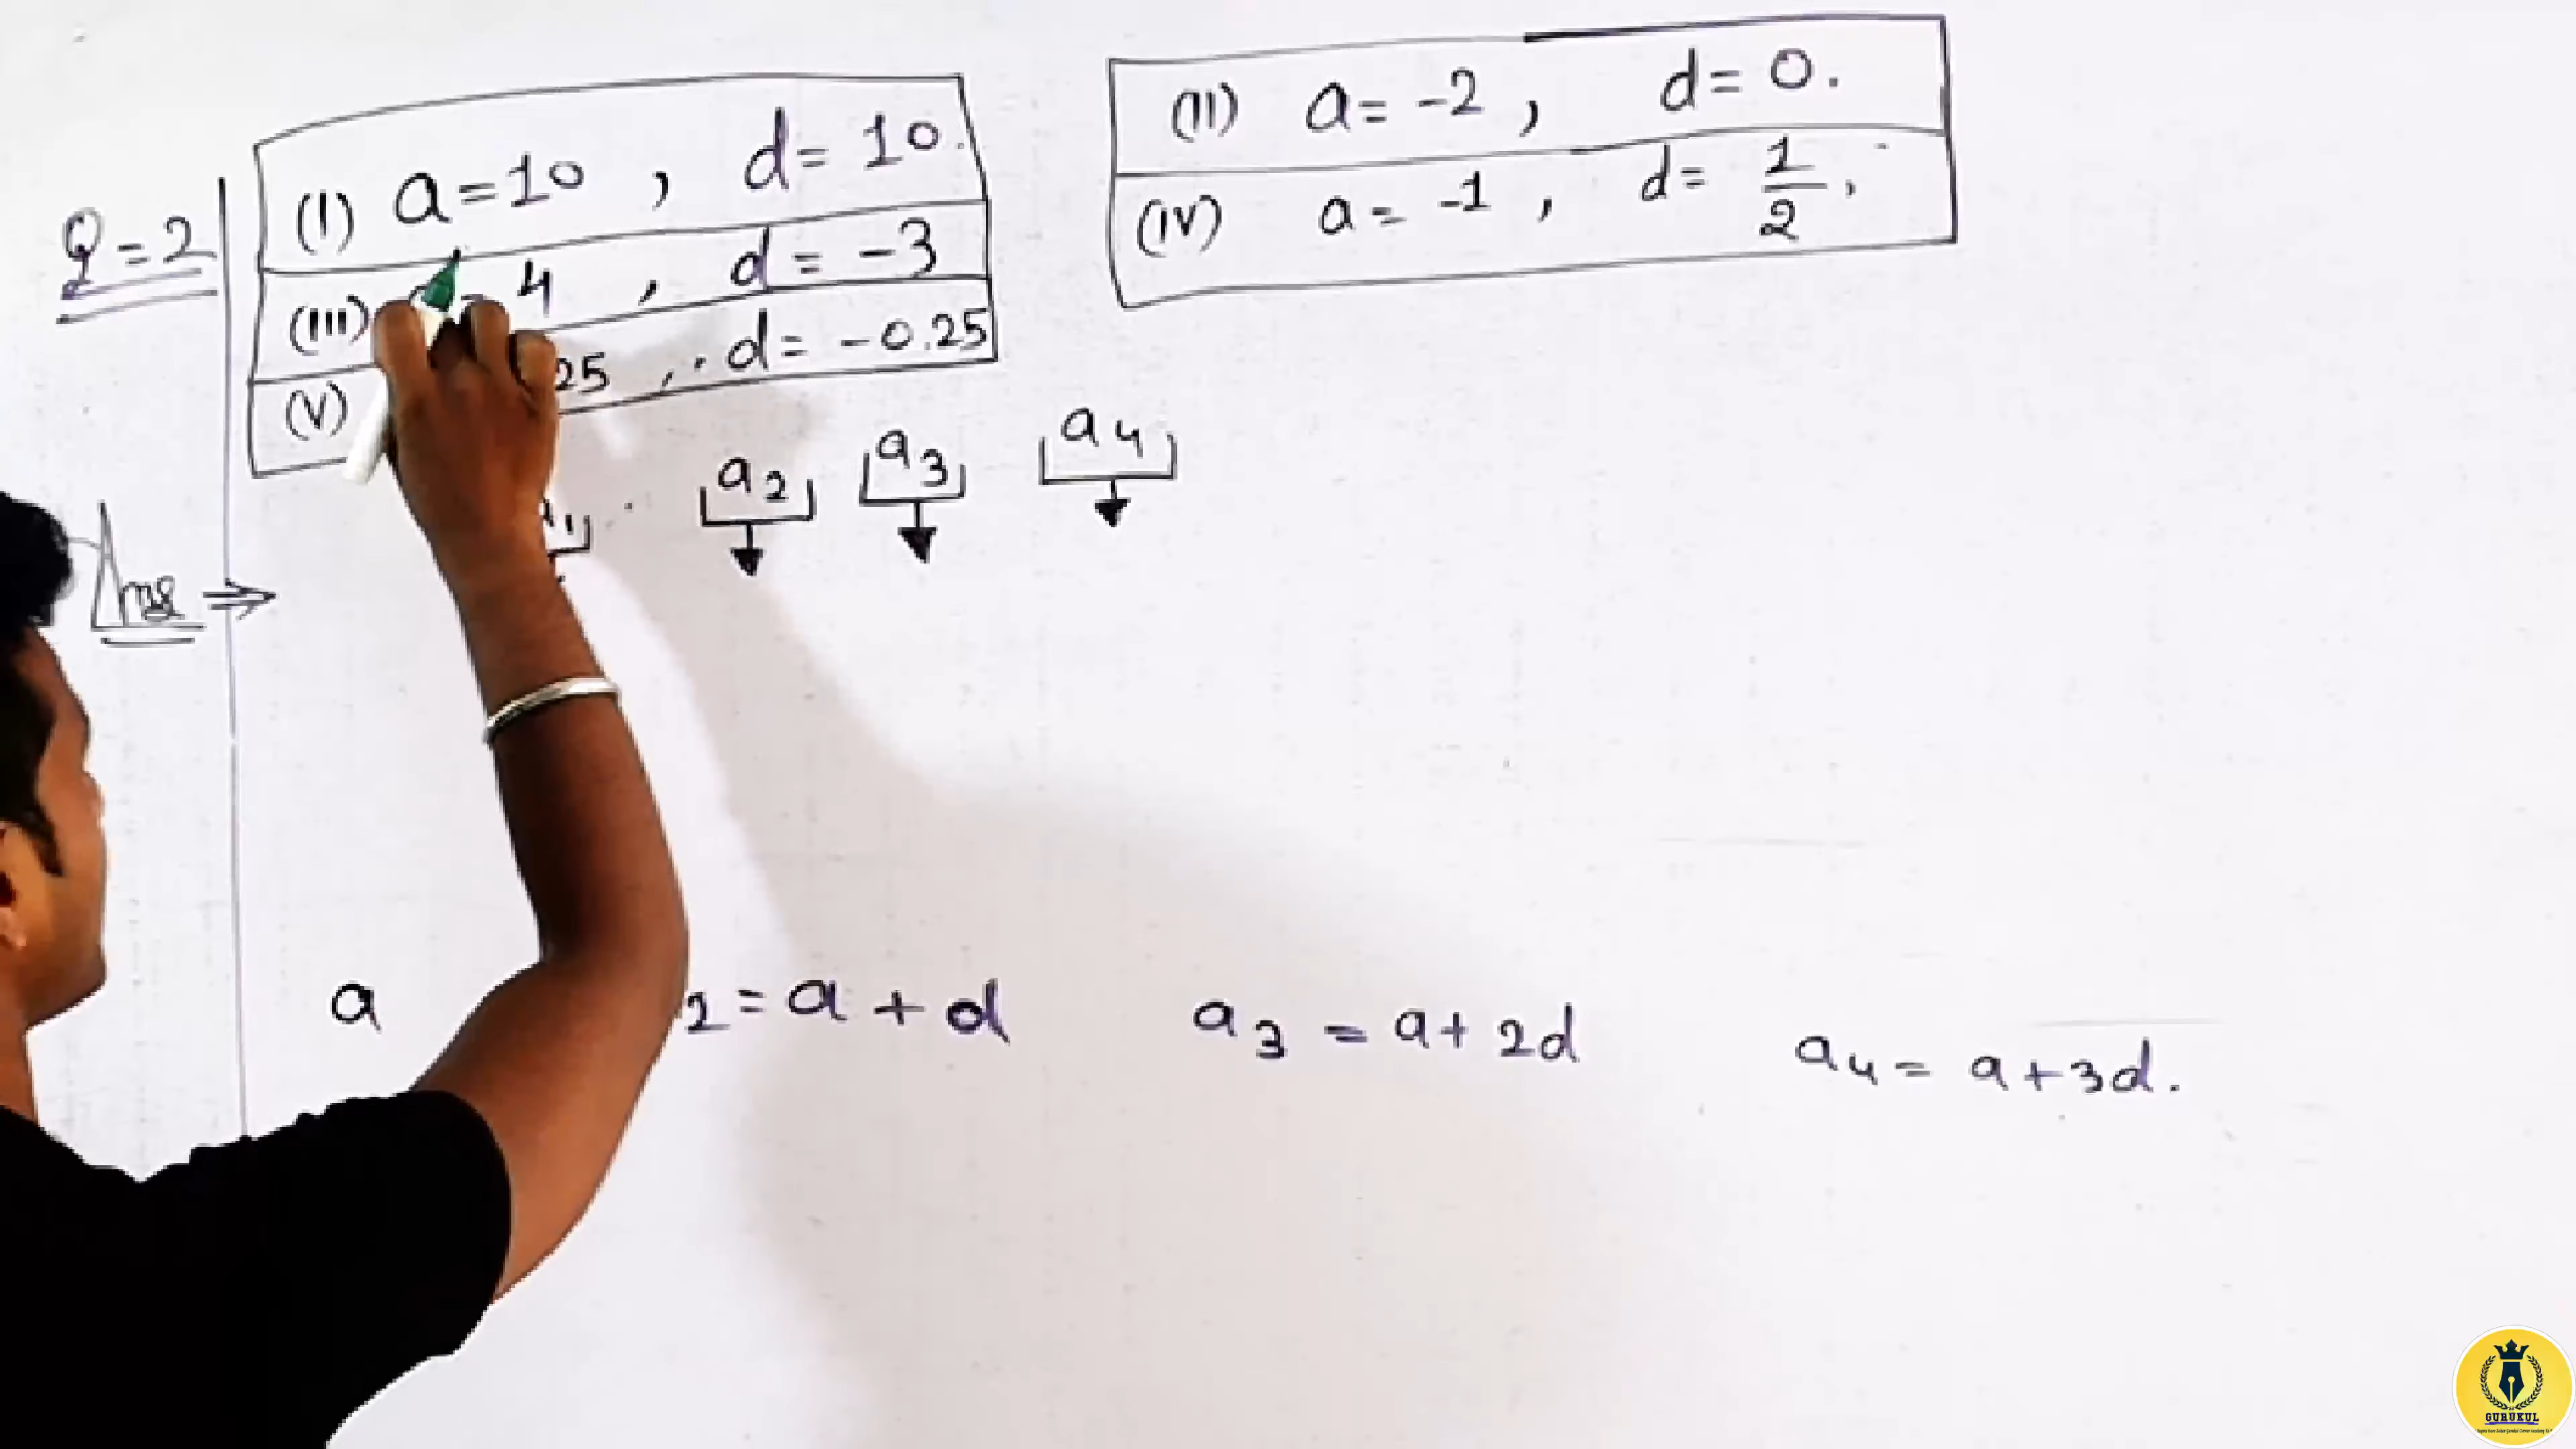 Q=2
(I) a=10 , d=10.
(III) 4 , d=-3
(V) 25 , d=-0.25
(II) a=-2 , d=0.
(IV) a=-1 , d=1/2 ,
a2 a3 a4
Ans ⇒
a 2=a+d a3=a+2d a4=a+3d.
GURUKUL